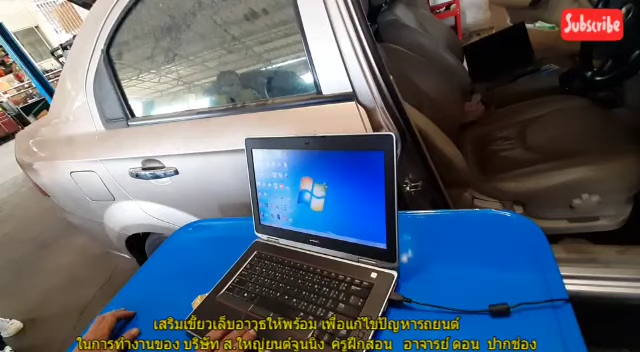 Subscribe
เสริมเขี้ยวเล็บอาวุธให้พร้อม เพื่อแก้ไขปัญหารถยนต์
ในการทำงานของ บริษัท ส.ใหญ่ยนต์จูนนิ่ง ครูฝึกสอน อาจารย์ ดอน ปากช่อง